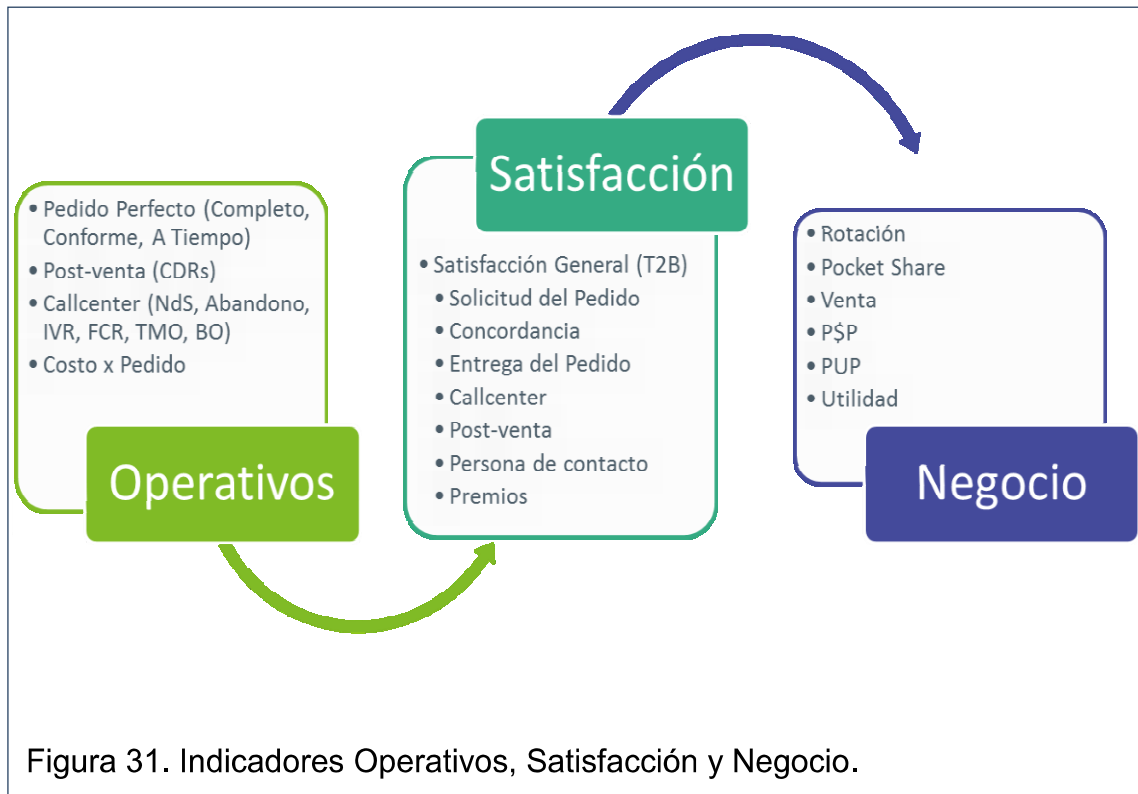 • Pedido Perfecto (Completo,
Conforme, A Tiempo)
• Post-venta (CDRs)
• Callcenter (NdS, Abandono,
IVR, FCR, TMO, BO)
• Costo x Pedido
Operativos
Satisfacción
• Satisfacción General (T2B)
• Solicitud del Pedido
• Concordancia
• Entrega del Pedido
• Callcenter
• Post-venta
• Persona de contacto
• Premios
• Rotación
• Pocket Share
• Venta
• P$P
• PUP
• Utilidad
Negocio
Figura 31. Indicadores Operativos, Satisfacción y Negocio.